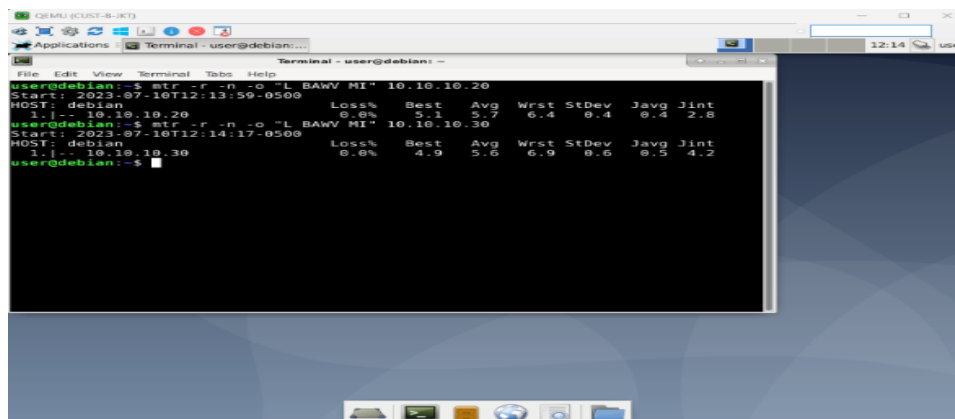 QEMU (CUST-B-JKT)
Applications Terminal - user@debian:... 12:14 use
Terminal - user@debian: ~
File Edit View Terminal Tabs Help
user@debian:~$ mtr -r -n -o "L BAWV MI" 10.10.10.20
Start: 2023-07-10T12:13:59-0500
HOST: debian Loss% Best Avg Wrst StDev Javg Jint
1.|-- 10.10.10.20 0.0% 5.1 5.7 6.4 0.4 0.4 2.8
user@debian:~$ mtr -r -n -o "L BAWV MI" 10.10.10.30
Start: 2023-07-10T12:14:17-0500
HOST: debian Loss% Best Avg Wrst StDev Javg Jint
1.|-- 10.10.10.30 0.0% 4.9 5.6 6.9 0.6 0.5 4.2
user@debian:~$